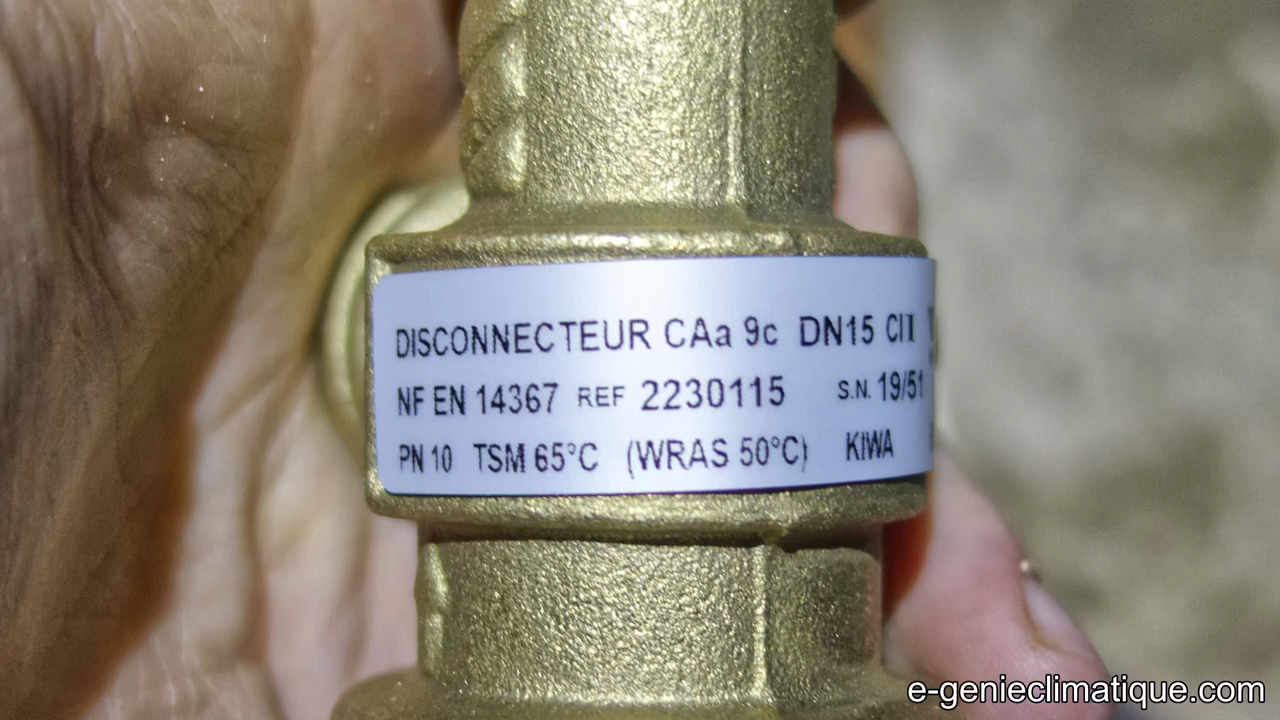 DISCONNECTEUR CAa 9c DN15
NF EN 14367 REF 2230115 S.N. 19/51
PN 10 TSM 65°C (WRAS 50°C) KIWA
e-genieclimatique.com